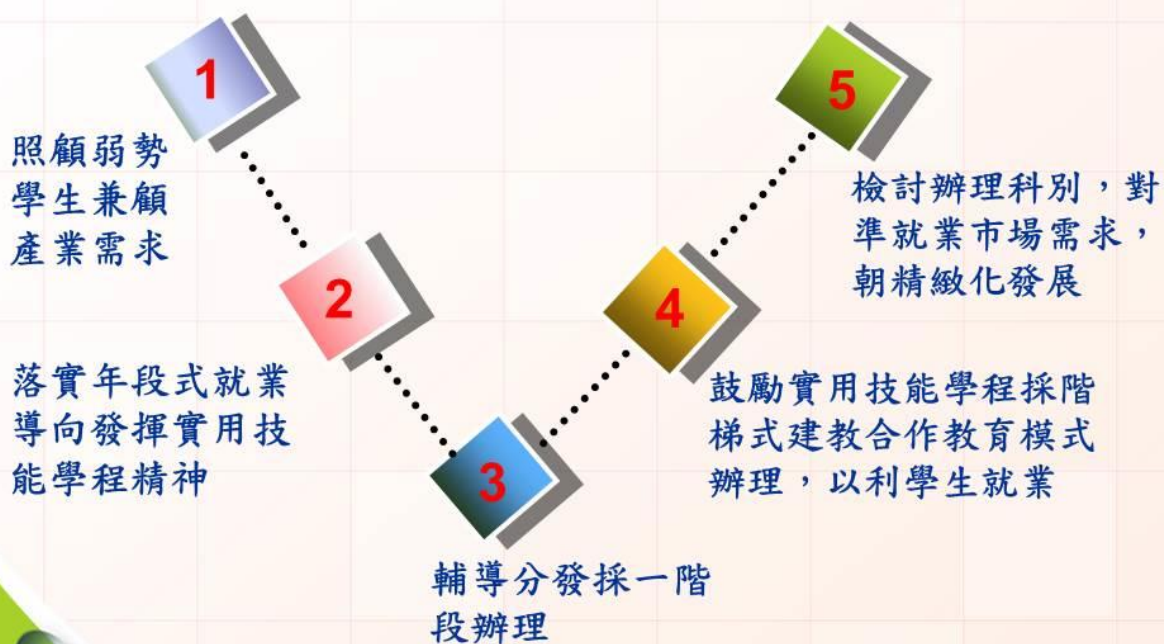 1
照顧弱勢
學生兼顧
產業需求
2
落實年段式就業
導向發揮實用技
能學程精神
3
輔導分發採一階
段辦理
4
鼓勵實用技能學程採階
梯式建教合作教育模式
辦理，以利學生就業
5
檢討辦理科別，對
準就業市場需求，
朝精緻化發展